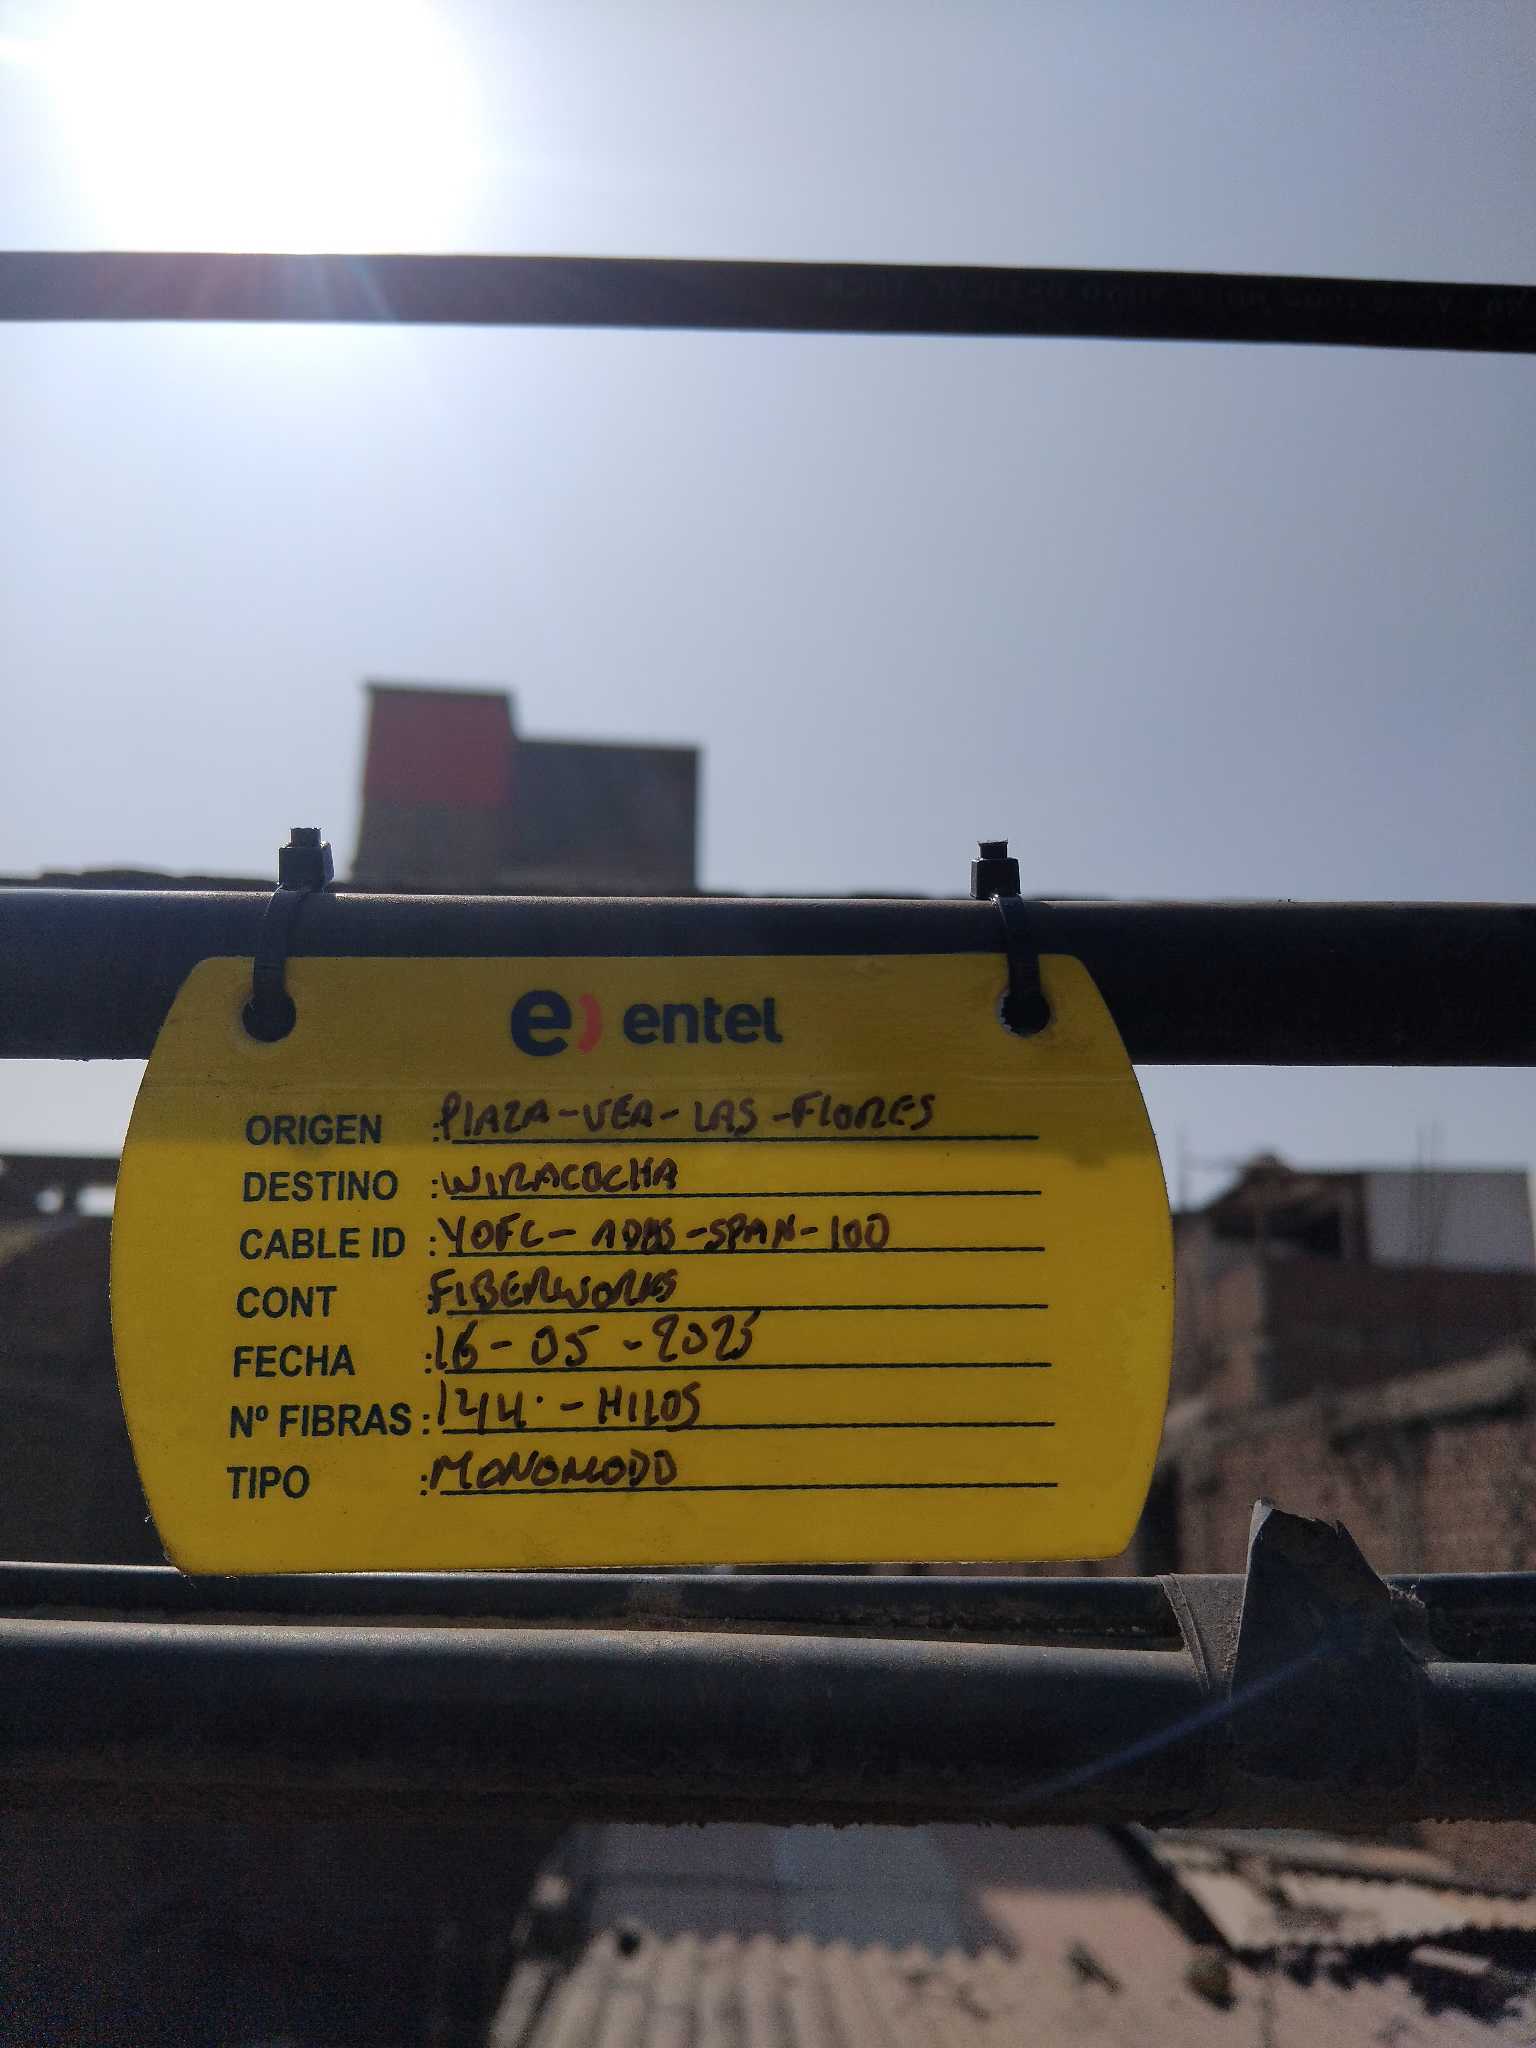 e) entel
ORIGEN : PLAZA-VEA-LAS-FLORES
DESTINO : WIRACOCHA
CABLE ID : YOFC-ADSS-SPAN-100
CONT FIBERWORKS
FECHA : 16-05-2025
Nº FIBRAS : 144 - HILOS
TIPO : MONOMODO